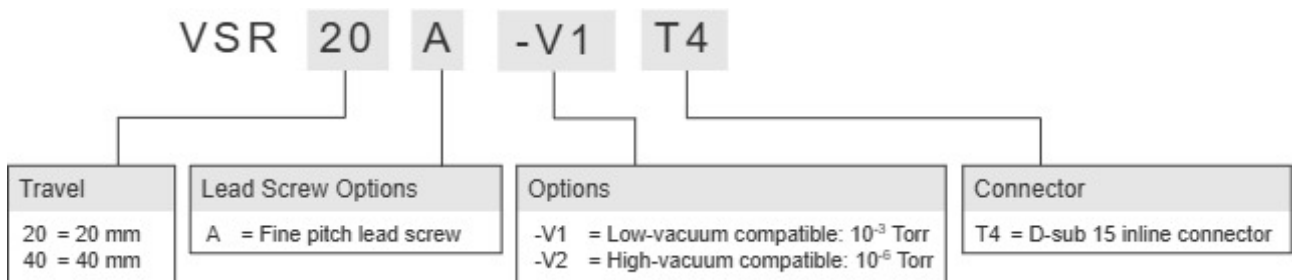 VSR 20 A -V1 T4
Travel
20 = 20 mm
40 = 40 mm
Lead Screw Options
A = Fine pitch lead screw
Options
-V1 = Low-vacuum compatible: 10⁻³ Torr
-V2 = High-vacuum compatible: 10⁻⁶ Torr
Connector
T4 = D-sub 15 inline connector